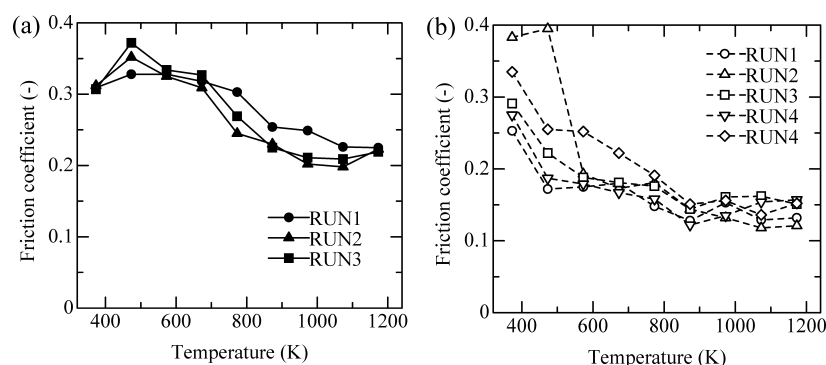 (a)
0.4
0.3
0.2
0.1
0
Friction coefficient (-)
RUN1
RUN2
RUN3
400 600 800 1000 1200
Temperature (K)
(b)
0.4
0.3
0.2
0.1
0
Friction coefficient (-)
RUN1
RUN2
RUN3
RUN4
RUN4
400 600 800 1000 1200
Temperature (K)